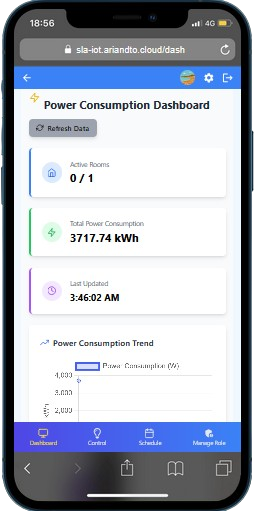 18:56
4G
sla-iot.ariandto.cloud/dash
Power Consumption Dashboard
Refresh Data
Active Rooms
0 / 1
Total Power Consumption
3717.74 kWh
Last Updated
3:46:02 AM
Power Consumption Trend
Power Consumption (W)
4,000
3,000
2,000
Dashboard
Control
Schedule
Manage Role